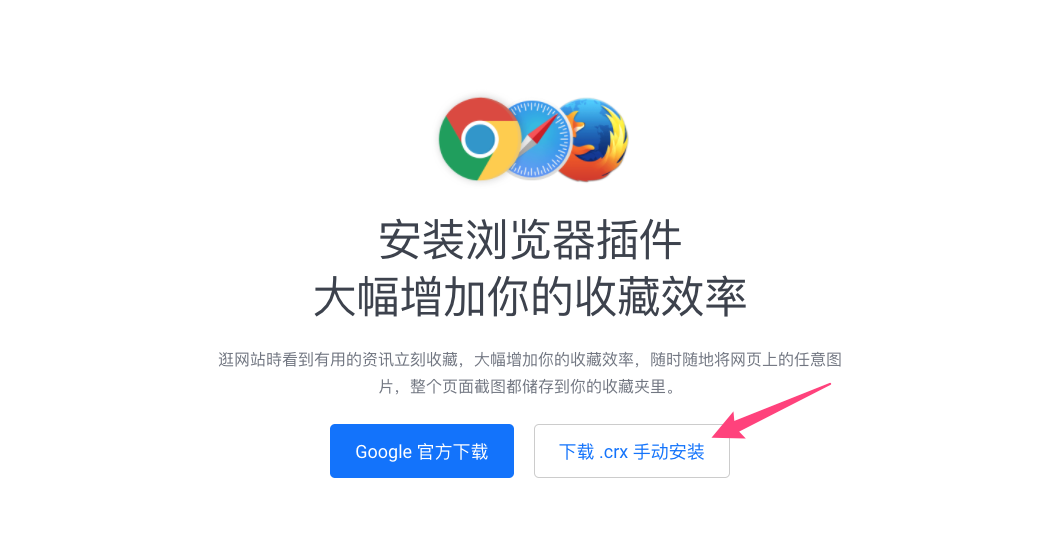 安装浏览器插件
大幅增加你的收藏效率
逛网站時看到有用的资讯立刻收藏，大幅增加你的收藏效率，随时随地将网页上的任意图
片，整个页面截图都储存到你的收藏夹里。
Google 官方下载
下载 .crx 手动安装